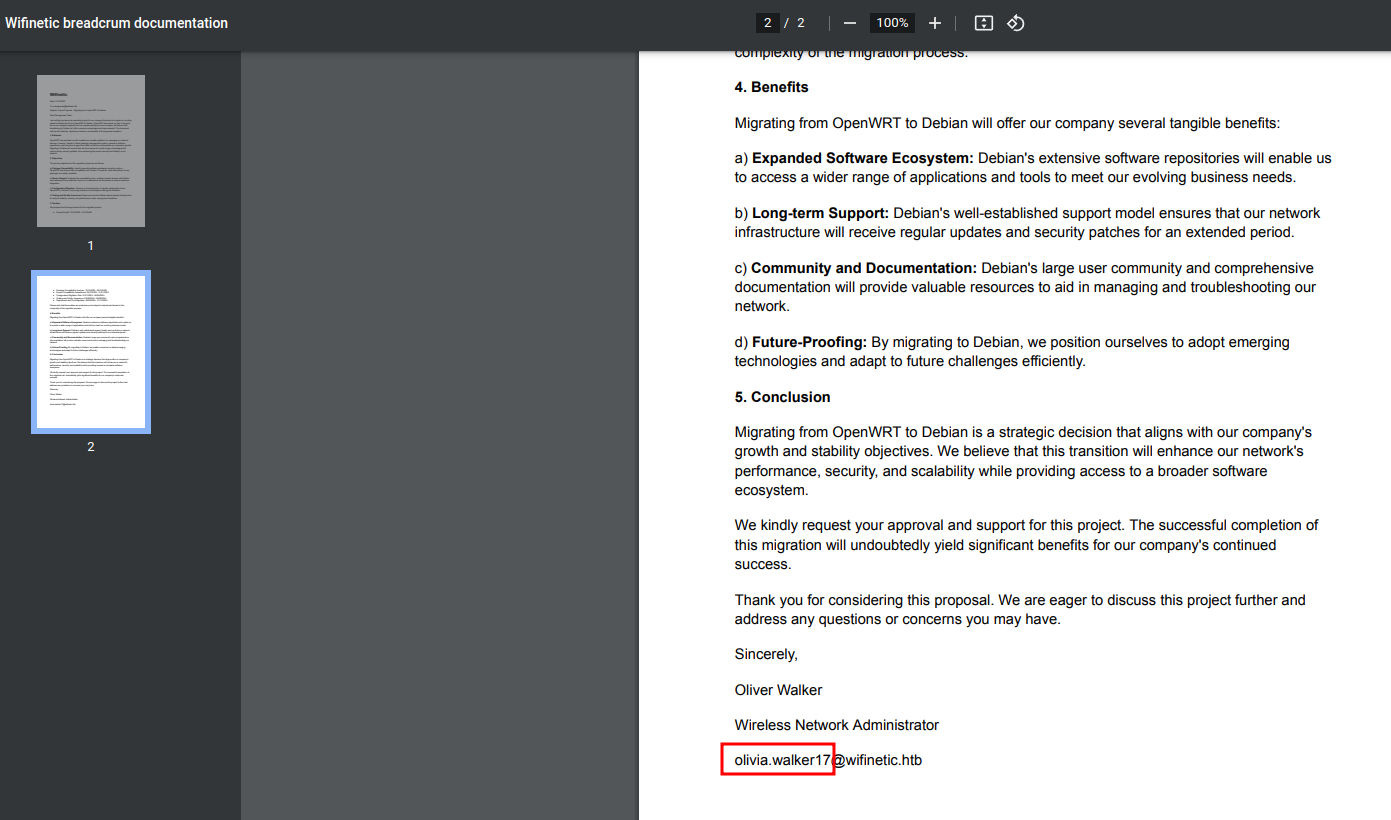 Wifinetic breadcrum documentation
2 / 2
100%
1
2
complexity of the migration process.
4. Benefits
Migrating from OpenWRT to Debian will offer our company several tangible benefits:
a) Expanded Software Ecosystem: Debian's extensive software repositories will enable us
to access a wider range of applications and tools to meet our evolving business needs.
b) Long-term Support: Debian's well-established support model ensures that our network
infrastructure will receive regular updates and security patches for an extended period.
c) Community and Documentation: Debian's large user community and comprehensive
documentation will provide valuable resources to aid in managing and troubleshooting our
network.
d) Future-Proofing: By migrating to Debian, we position ourselves to adopt emerging
technologies and adapt to future challenges efficiently.
5. Conclusion
Migrating from OpenWRT to Debian is a strategic decision that aligns with our company's
growth and stability objectives. We believe that this transition will enhance our network's
performance, security, and scalability while providing access to a broader software
ecosystem.
We kindly request your approval and support for this project. The successful completion of
this migration will undoubtedly yield significant benefits for our company's continued
success.
Thank you for considering this proposal. We are eager to discuss this project further and
address any questions or concerns you may have.
Sincerely,
Oliver Walker
Wireless Network Administrator
olivia.walker17@wifinetic.htb